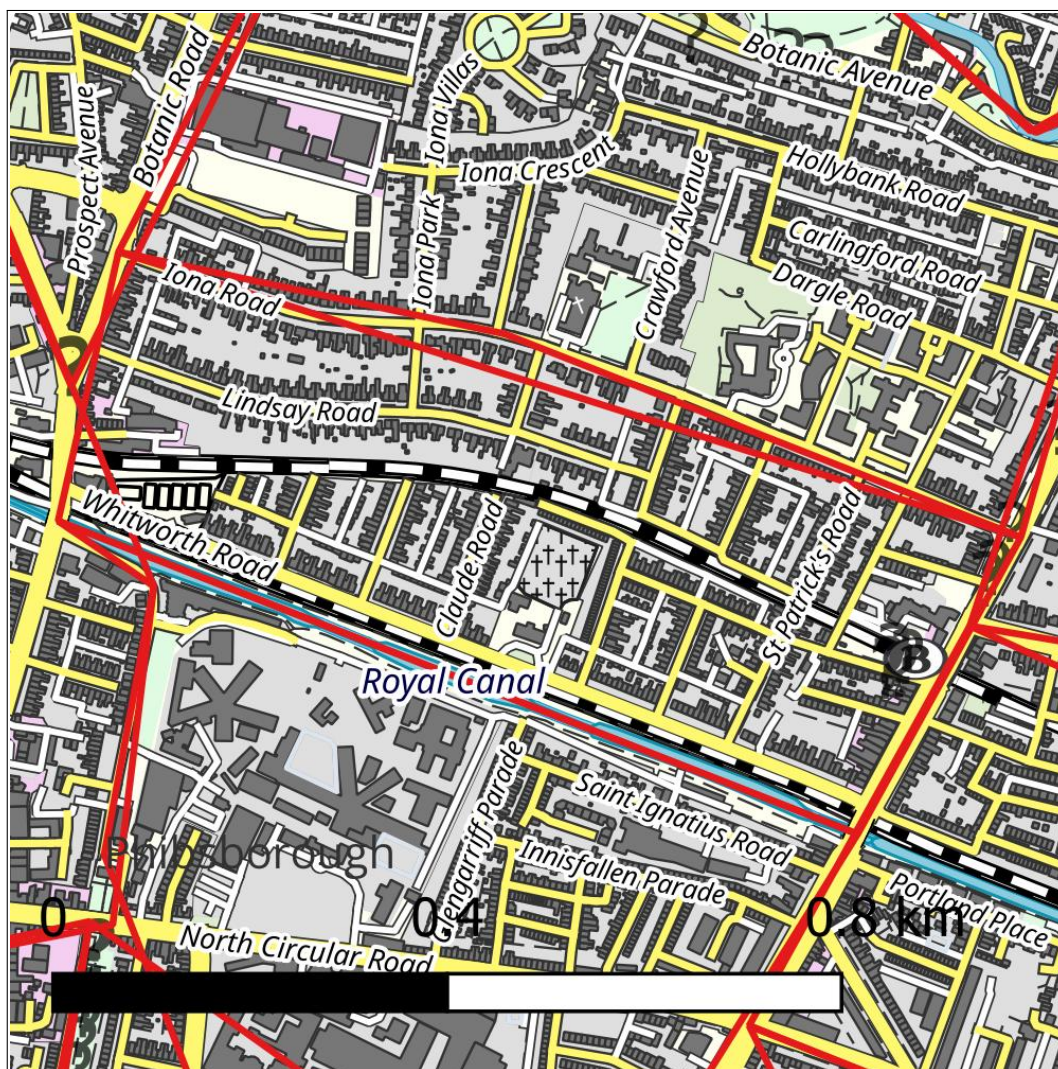 Botanic Road
Prospect Avenue
Iona Villas
Botanic Avenue
Iona Crescent
Hollybank Road
Iona Park
Crawford Avenue
Carlingford Road
Dargle Road
Iona Road
Lindsay Road
Whitworth Road
Claude Road
St Patricks Road
B
Royal Canal
Glengarriff Parade
Saint Ignatius Road
Innisfallen Parade
Phibsborough
Portland Place
North Circular Road
0
0.4
0.8 km